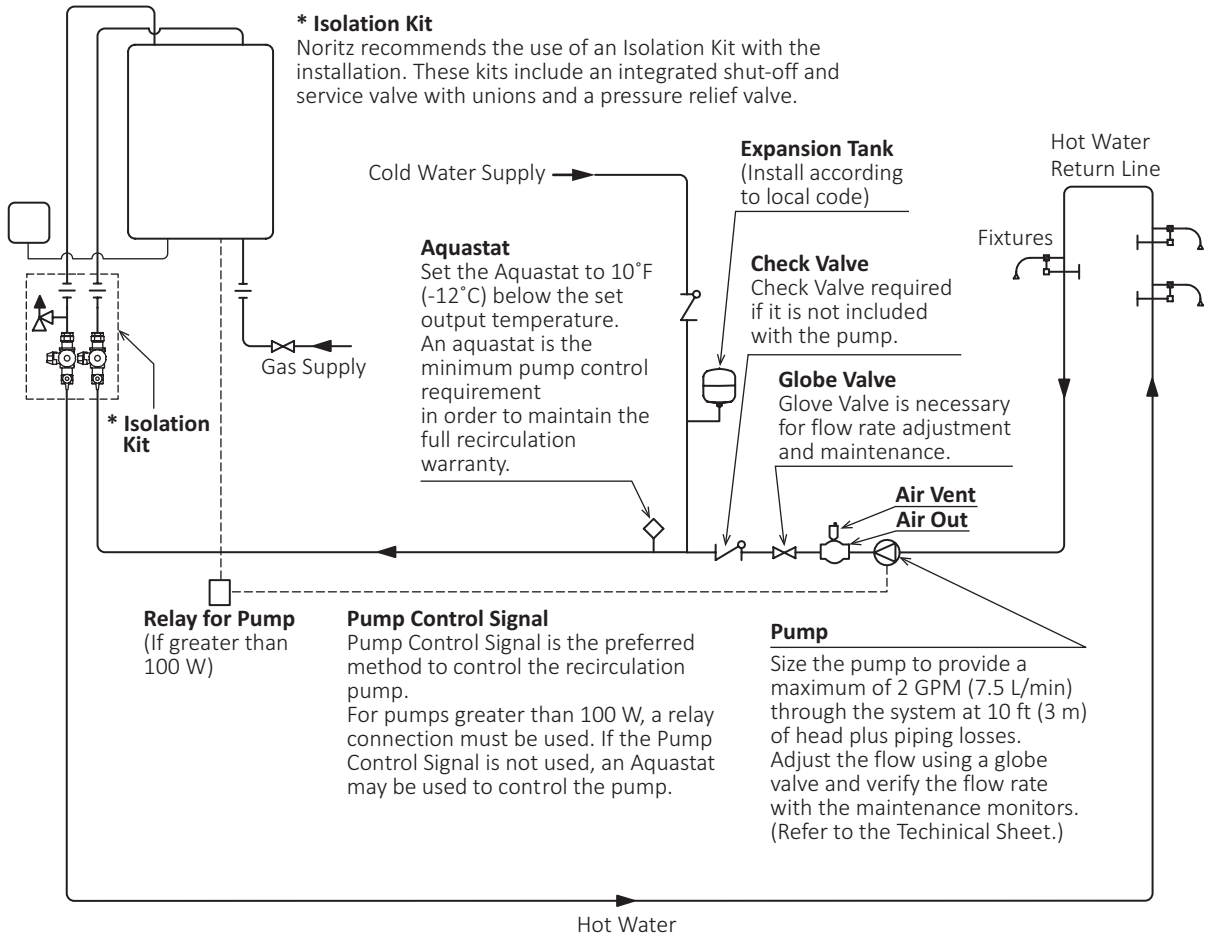 * Isolation Kit
Noritz recommends the use of an Isolation Kit with the
installation. These kits include an integrated shut-off and
service valve with unions and a pressure relief valve.
Cold Water Supply
Expansion Tank
(Install according
to local code)
Hot Water
Return Line
Fixtures
Aquastat
Set the Aquastat to 10˚F
(-12˚C) below the set
output temperature.
An aquastat is the
minimum pump control
requirement
in order to maintain the
full recirculation
warranty.
Check Valve
Check Valve required
if it is not included
with the pump.
Gas Supply
Globe Valve
Glove Valve is necessary
for flow rate adjustment
and maintenance.
* Isolation
Kit
Air Vent
Air Out
Relay for Pump
(If greater than
100 W)
Pump Control Signal
Pump Control Signal is the preferred
method to control the recirculation
pump.
For pumps greater than 100 W, a relay
connection must be used. If the Pump
Control Signal is not used, an Aquastat
may be used to control the pump.
Pump
Size the pump to provide a
maximum of 2 GPM (7.5 L/min)
through the system at 10 ft (3 m)
of head plus piping losses.
Adjust the flow using a globe
valve and verify the flow rate
with the maintenance monitors.
(Refer to the Techinical Sheet.)
Hot Water